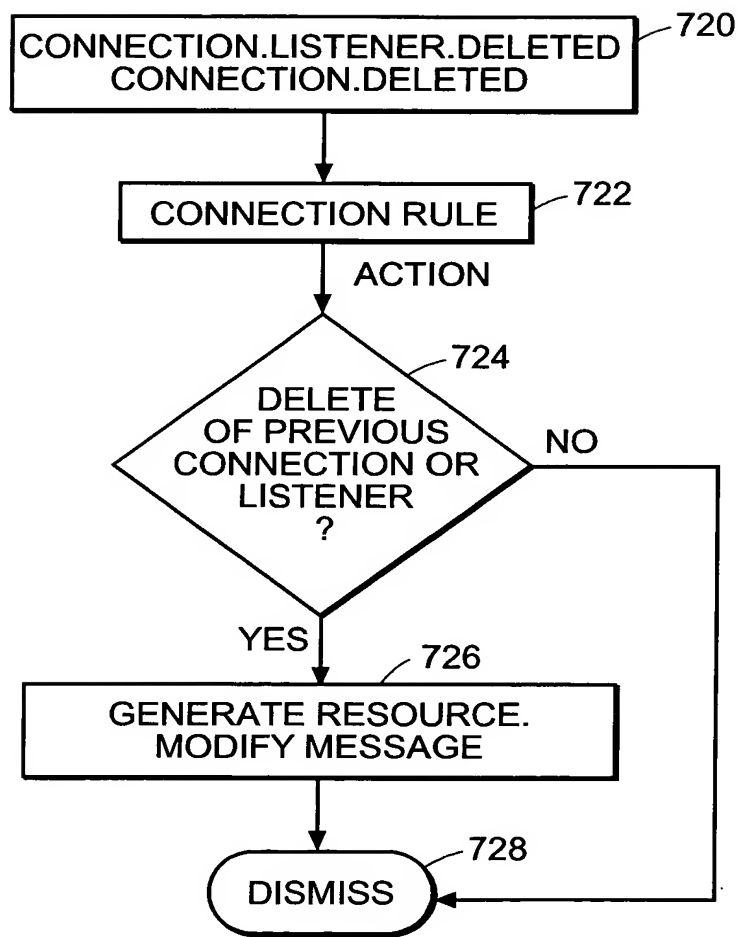 CONNECTION.LISTENER.DELETED
CONNECTION.DELETED
720
CONNECTION RULE
722
ACTION
724
DELETE
OF PREVIOUS
CONNECTION OR
LISTENER
?
NO
YES
726
GENERATE RESOURCE.
MODIFY MESSAGE
728
DISMISS